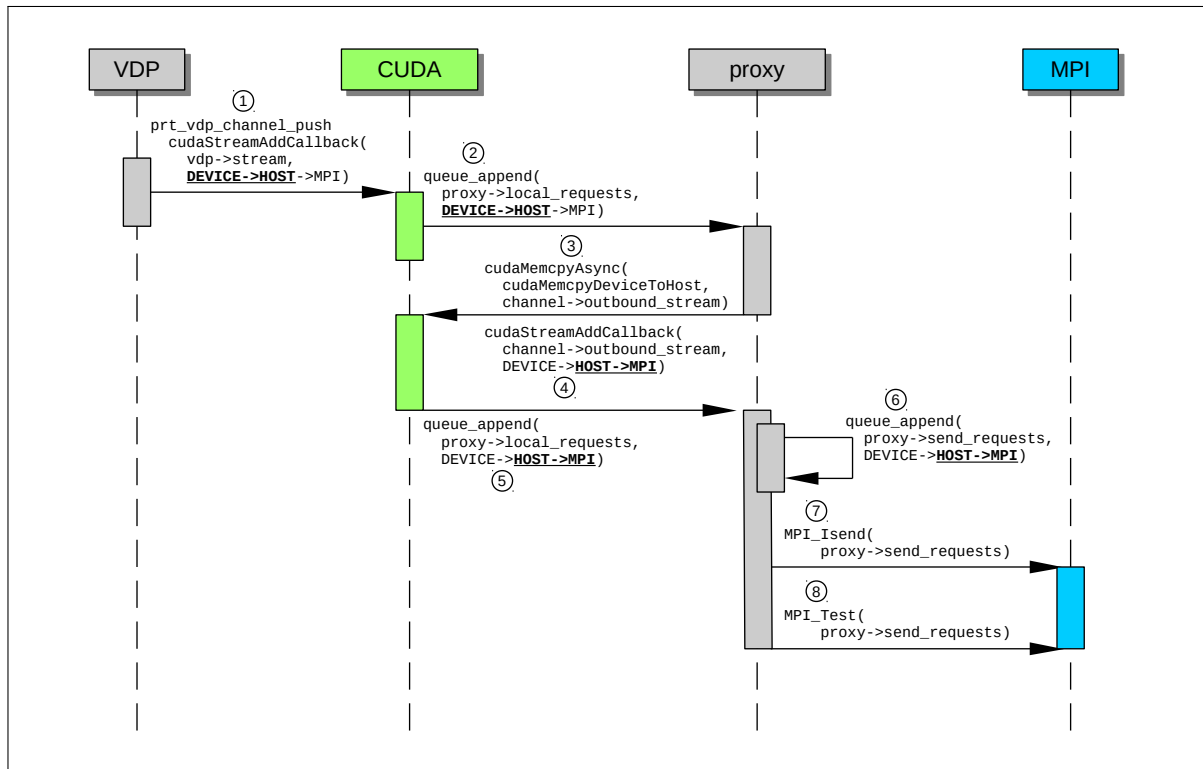 VDP
CUDA
proxy
MPI
1
prt_vdp_channel_push
cudaStreamAddCallback(
vdp->stream,
DEVICE->HOST->MPI)
2
queue_append(
proxy->local_requests,
DEVICE->HOST->MPI)
3
cudaMemcpyAsync(
cudaMemcpyDeviceToHost,
channel->outbound_stream)
cudaStreamAddCallback(
channel->outbound_stream,
DEVICE->HOST->MPI)
4
queue_append(
proxy->local_requests,
DEVICE->HOST->MPI)
5
6
queue_append(
proxy->send_requests,
DEVICE->HOST->MPI)
7
MPI_Isend(
proxy->send_requests)
8
MPI_Test(
proxy->send_requests)